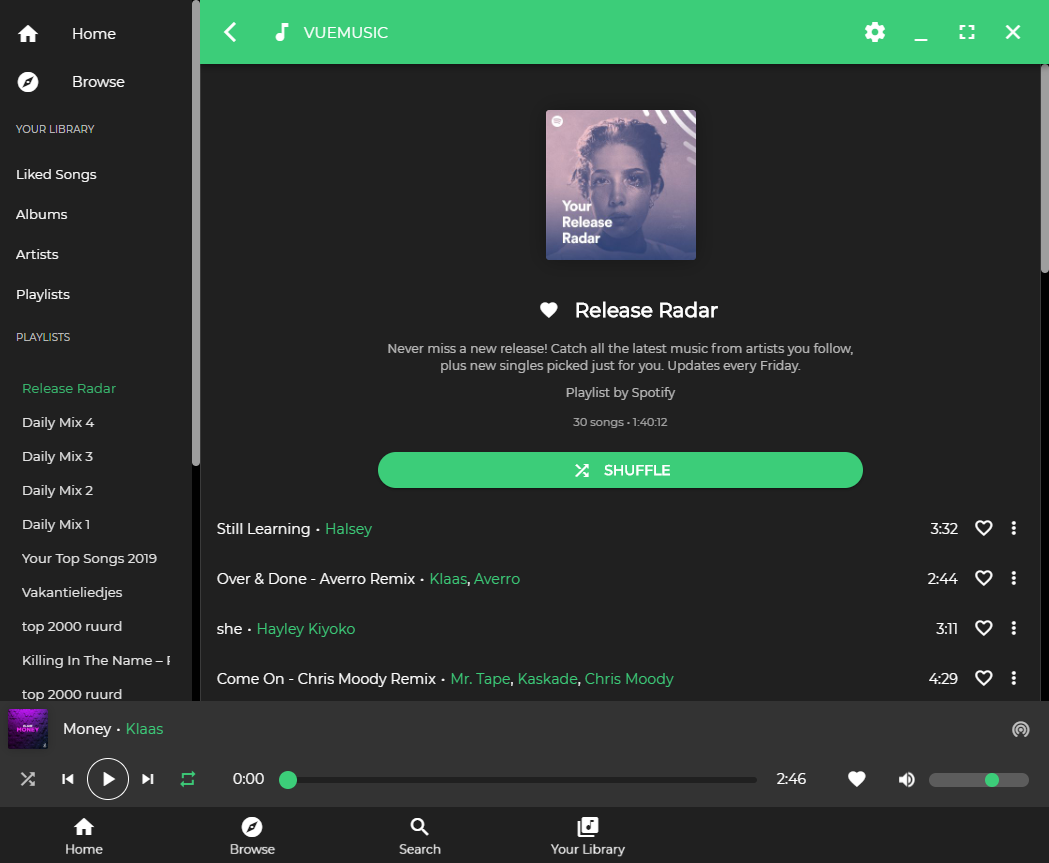 Home
Browse
YOUR LIBRARY
Liked Songs
Albums
Artists
Playlists
PLAYLISTS
Release Radar
Daily Mix 4
Daily Mix 3
Daily Mix 2
Daily Mix 1
Your Top Songs 2019
Vakantieliedjes
top 2000 ruurd
Killing In The Name –
top 2000 ruurd
VUEMUSIC
Your
Release
Radar
Release Radar
Never miss a new release! Catch all the latest music from artists you follow,
plus new singles picked just for you. Updates every Friday.
Playlist by Spotify
30 songs • 1:40:12
SHUFFLE
Still Learning • Halsey 3:32
Over & Done - Averro Remix • Klaas, Averro 2:44
she • Hayley Kiyoko 3:11
Come On - Chris Moody Remix • Mr. Tape, Kaskade, Chris Moody 4:29
MONEY
Money • Klaas
0:00 2:46
Home
Browse
Search
Your Library